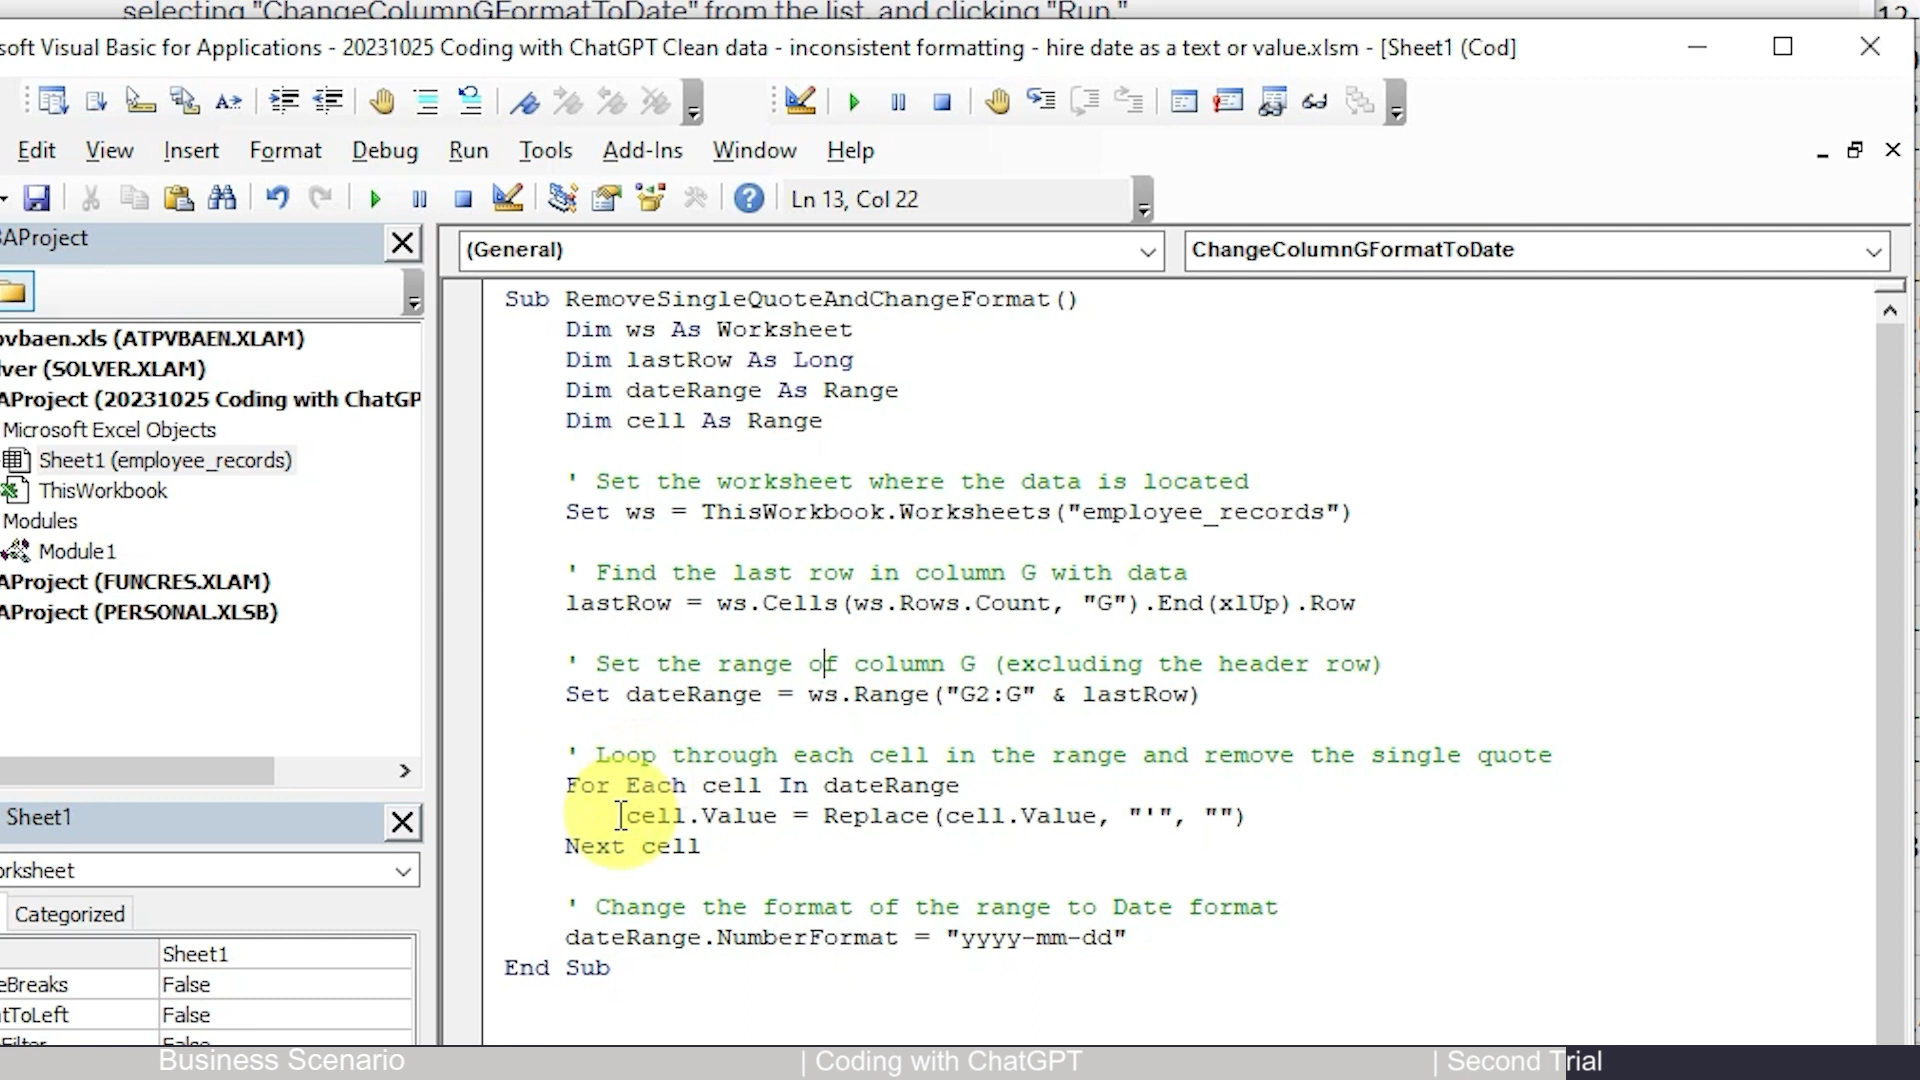 selecting "ChangeColumnGFormatToDate" from the list, and clicking "Run."
12
soft Visual Basic for Applications - 20231025 Coding with ChatGPT Clean data - inconsistent formatting - hire date as a text or value.xlsm - [Sheet1 (Cod]
Edit View Insert Format Debug Run Tools Add-Ins Window Help
Ln 13, Col 22
BAProject
(General)
ChangeColumnGFormatToDate
pvbaen.xls (ATPVBAEN.XLAM)
lver (SOLVER.XLAM)
AProject (20231025 Coding with ChatGP
Microsoft Excel Objects
Sheet1 (employee_records)
ThisWorkbook
Modules
Module1
AProject (FUNCRES.XLAM)
AProject (PERSONAL.XLSB)
Sheet1
orksheet
Categorized
Sheet1
eBreaks False
tToLeft False
Filter False
Sub RemoveSingleQuoteAndChangeFormat()
Dim ws As Worksheet
Dim lastRow As Long
Dim dateRange As Range
Dim cell As Range
' Set the worksheet where the data is located
Set ws = ThisWorkbook.Worksheets("employee_records")
' Find the last row in column G with data
lastRow = ws.Cells(ws.Rows.Count, "G").End(xlUp).Row
' Set the range of column G (excluding the header row)
Set dateRange = ws.Range("G2:G" & lastRow)
' Loop through each cell in the range and remove the single quote
For Each cell In dateRange
cell.Value = Replace(cell.Value, "'", "")
Next cell
' Change the format of the range to Date format
dateRange.NumberFormat = "yyyy-mm-dd"
End Sub
Business Scenario | Coding with ChatGPT | Second Trial